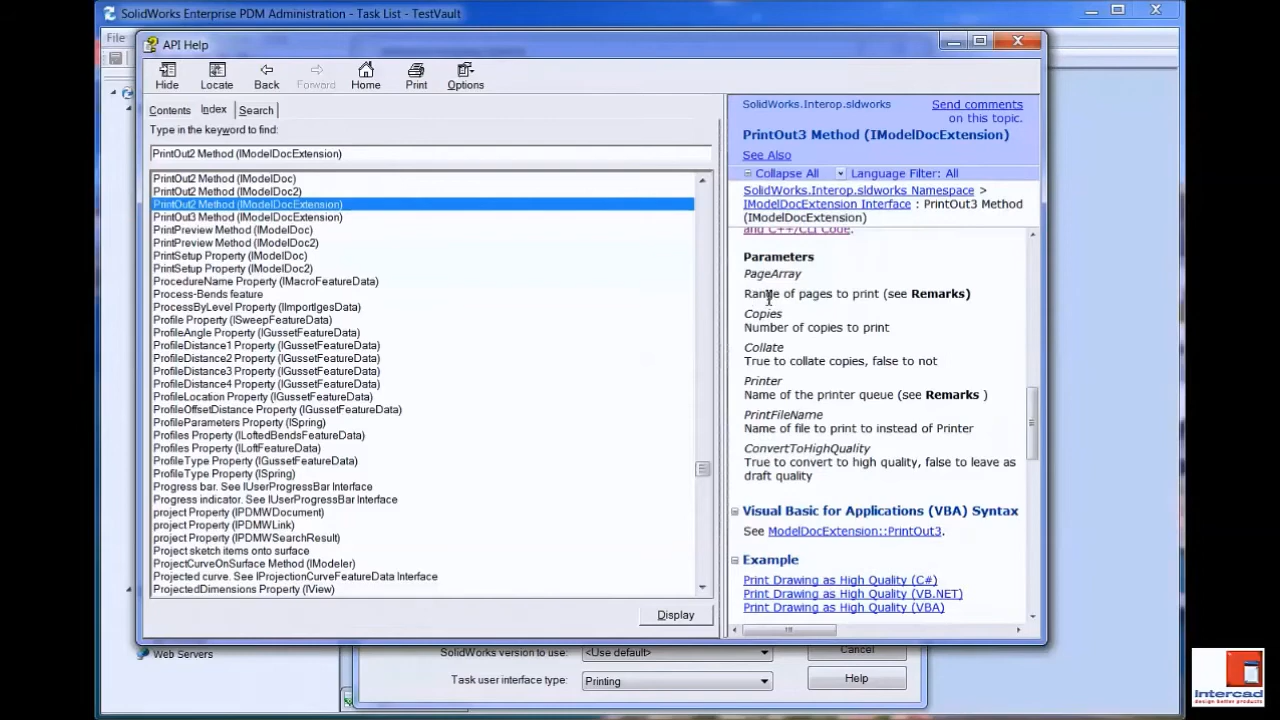 SolidWorks Enterprise PDM Administration - Task List - TestVault
File
API Help
Hide
Locate
Back
Forward
Home
Print
Options
Contents
Index
Search
Type in the keyword to find:
PrintOut2 Method (IModelDocExtension)
PrintOut2 Method (IModelDoc)
PrintOut2 Method (IModelDoc2)
PrintOut2 Method (IModelDocExtension)
PrintOut3 Method (IModelDocExtension)
PrintPreview Method (IModelDoc)
PrintPreview Method (IModelDoc2)
PrintSetup Property (IModelDoc)
PrintSetup Property (IModelDoc2)
ProcedureName Property (IMacroFeatureData)
Process-Bends feature
ProcessByLevel Property (IImportIgesData)
Profile Property (ISweepFeatureData)
ProfileAngle Property (IGussetFeatureData)
ProfileDistance1 Property (IGussetFeatureData)
ProfileDistance2 Property (IGussetFeatureData)
ProfileDistance3 Property (IGussetFeatureData)
ProfileDistance4 Property (IGussetFeatureData)
ProfileLocation Property (IGussetFeatureData)
ProfileOffsetDistance Property (IGussetFeatureData)
ProfileParameters Property (ISpring)
Profiles Property (ILoftedBendsFeatureData)
Profiles Property (ILoftFeatureData)
ProfileType Property (IGussetFeatureData)
ProfileType Property (ISpring)
Progress bar. See IUserProgressBar Interface
Progress indicator. See IUserProgressBar Interface
project Property (IPDMWDocument)
project Property (IPDMWLink)
project Property (IPDMWSearchResult)
Project sketch items onto surface
ProjectCurveOnSurface Method (IModeler)
Projected curve. See IProjectionCurveFeatureData Interface
ProjectedDimensions Property (IView)
Display
SolidWorks.Interop.sldworks
Send comments
on this topic.
PrintOut3 Method (IModelDocExtension)
See Also
Collapse All
Language Filter: All
SolidWorks.Interop.sldworks Namespace >
IModelDocExtension Interface : PrintOut3 Method
(IModelDocExtension)
and C++/CLI Code.
Parameters
PageArray
Range of pages to print (see Remarks)
Copies
Number of copies to print
Collate
True to collate copies, false to not
Printer
Name of the printer queue (see Remarks )
PrintFileName
Name of file to print to instead of Printer
ConvertToHighQuality
True to convert to high quality, false to leave as
draft quality
Visual Basic for Applications (VBA) Syntax
See ModelDocExtension::PrintOut3.
Example
Print Drawing as High Quality (C#)
Print Drawing as High Quality (VB.NET)
Print Drawing as High Quality (VBA)
Web Servers
SolidWorks version to use:
<Use default>
Cancel
Task user interface type:
Printing
Help
intercad
design better products